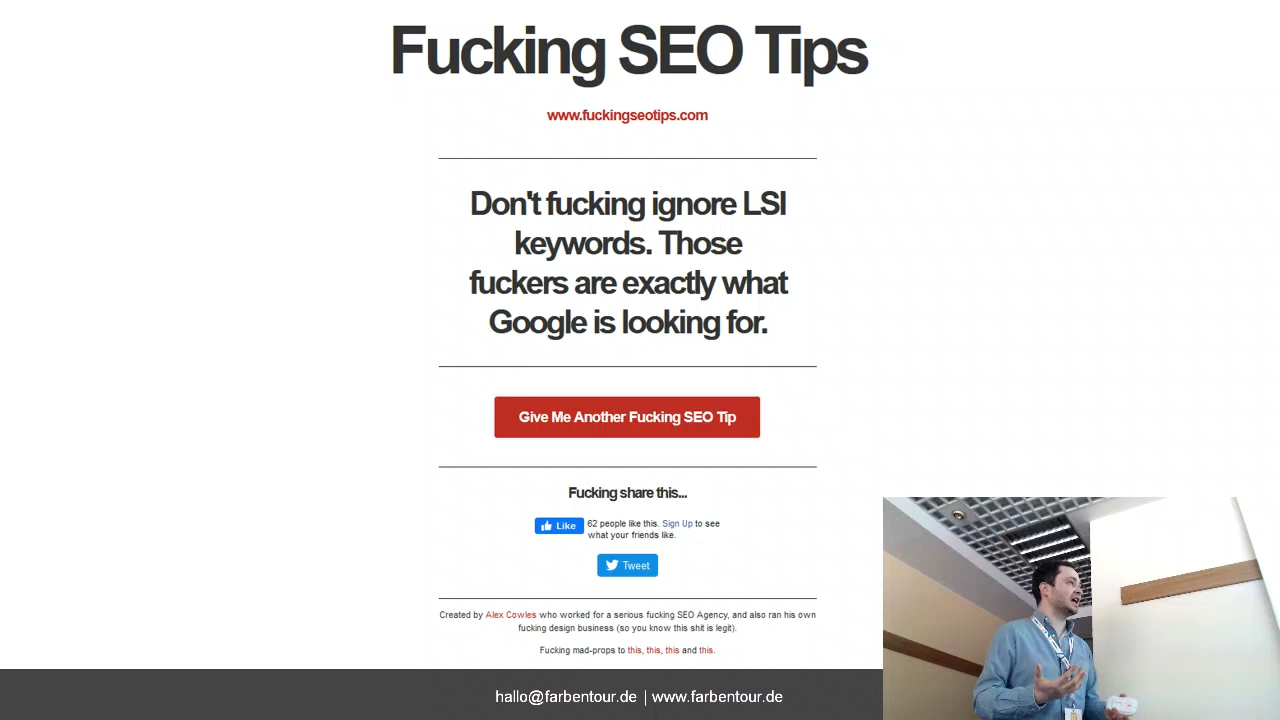 Fucking SEO Tips
www.fuckingseotips.com
Don't fucking ignore LSI
keywords. Those
fuckers are exactly what
Google is looking for.
Give Me Another Fucking SEO Tip
Fucking share this...
Like 62 people like this. Sign Up to see
what your friends like.
Tweet
Created by Alex Cowles who worked for a serious fucking SEO Agency, and also ran his own
fucking design business (so you know this shit is legit).
Fucking mad-props to this, this, this and this.
hallo@farbentour.de | www.farbentour.de